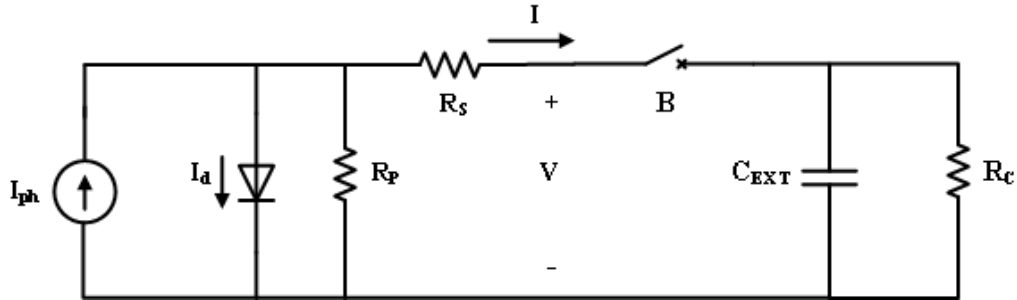 I
R_S
+
B
I_ph
I_d
R_P
V
C_EXT
R_C
-